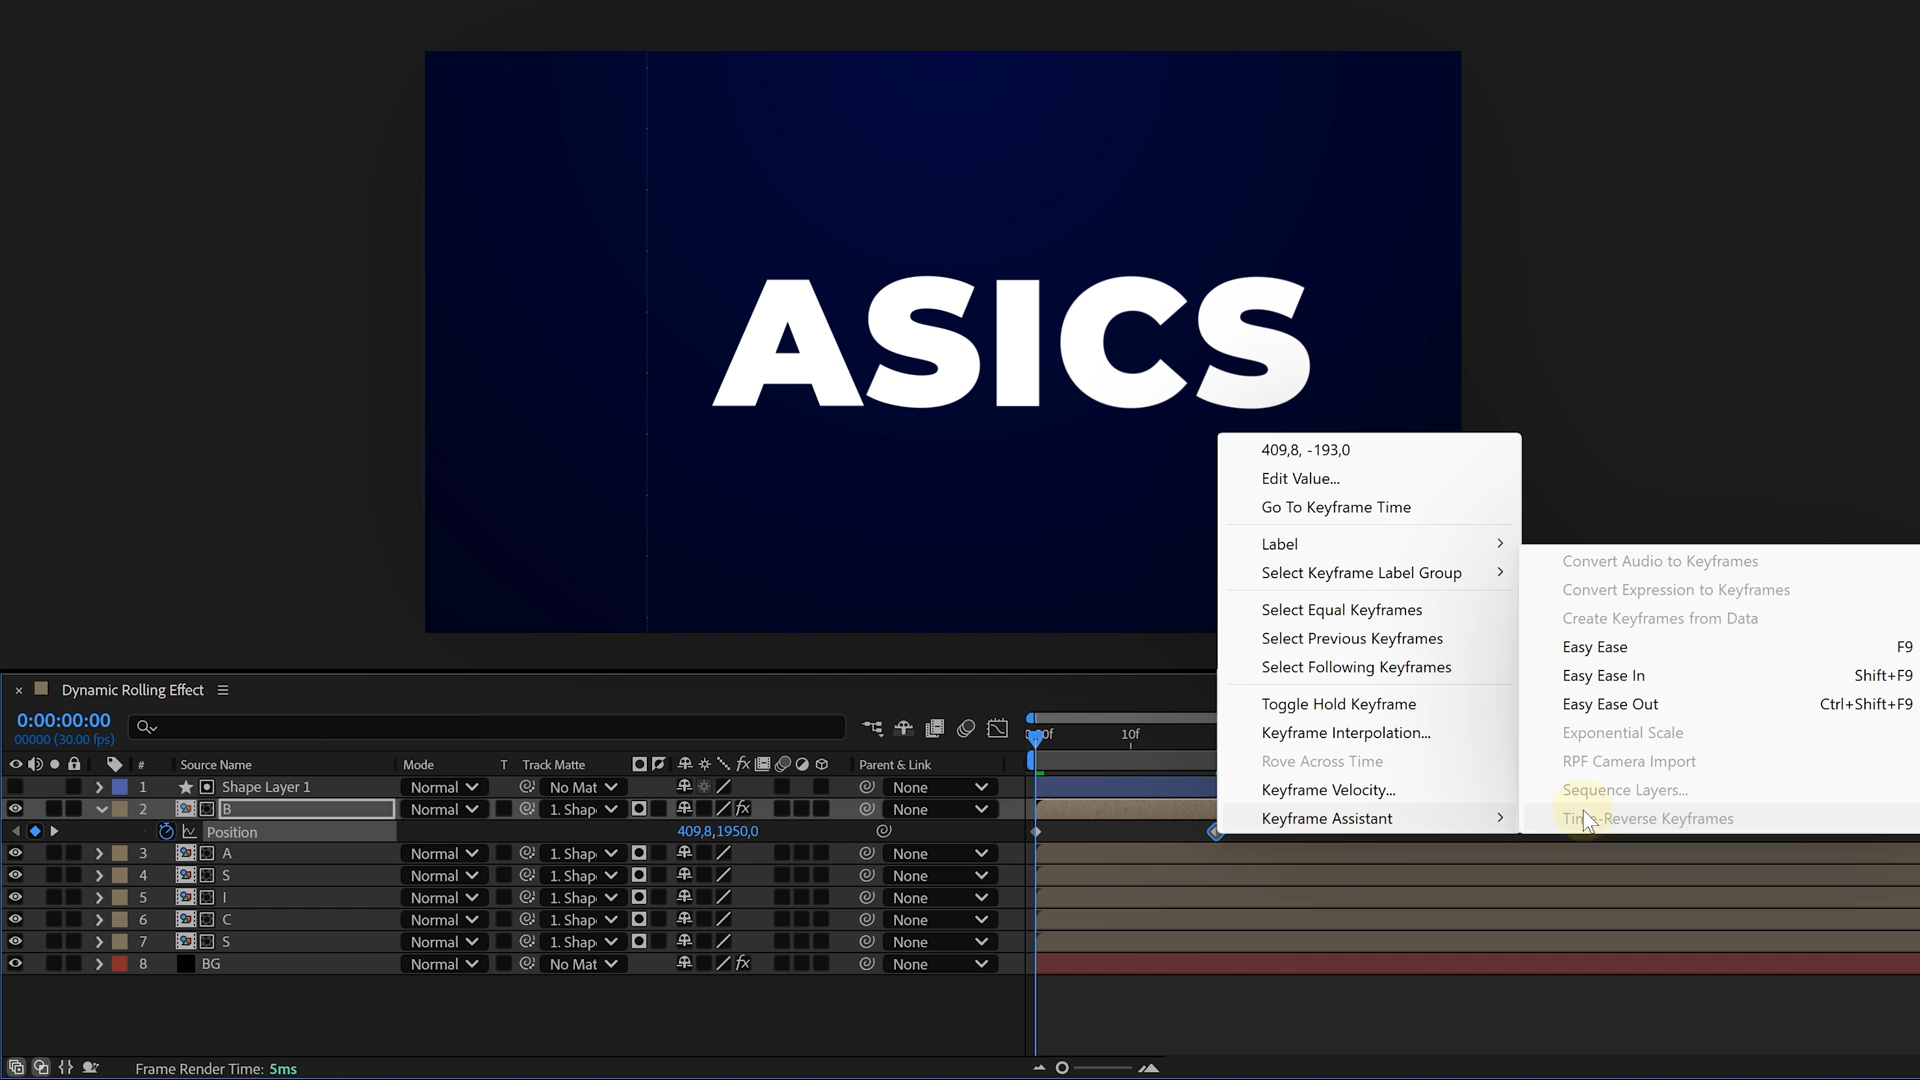 ASICS
409,8, -193,0
Edit Value...
Go To Keyframe Time
Label
Select Keyframe Label Group
Select Equal Keyframes
Select Previous Keyframes
Select Following Keyframes
Toggle Hold Keyframe
Keyframe Interpolation...
Rove Across Time
Keyframe Velocity...
Keyframe Assistant
Convert Audio to Keyframes
Convert Expression to Keyframes
Create Keyframes from Data
Easy Ease F9
Easy Ease In Shift+F9
Easy Ease Out Ctrl+Shift+F9
Exponential Scale
RPF Camera Import
Sequence Layers...
Time-Reverse Keyframes
Dynamic Rolling Effect
0:00:00:00
00000 (30.00 fps)
10f
# Source Name Mode T Track Matte fx Parent & Link
1 Shape Layer 1 Normal No Mat None
2 B Normal 1. Shap fx None
Position 409,8,1950,0
3 A Normal 1. Shap None
4 S Normal 1. Shap None
5 I Normal 1. Shap None
6 C Normal 1. Shap None
7 S Normal 1. Shap None
8 BG Normal No Mat fx None
Frame Render Time: 5ms